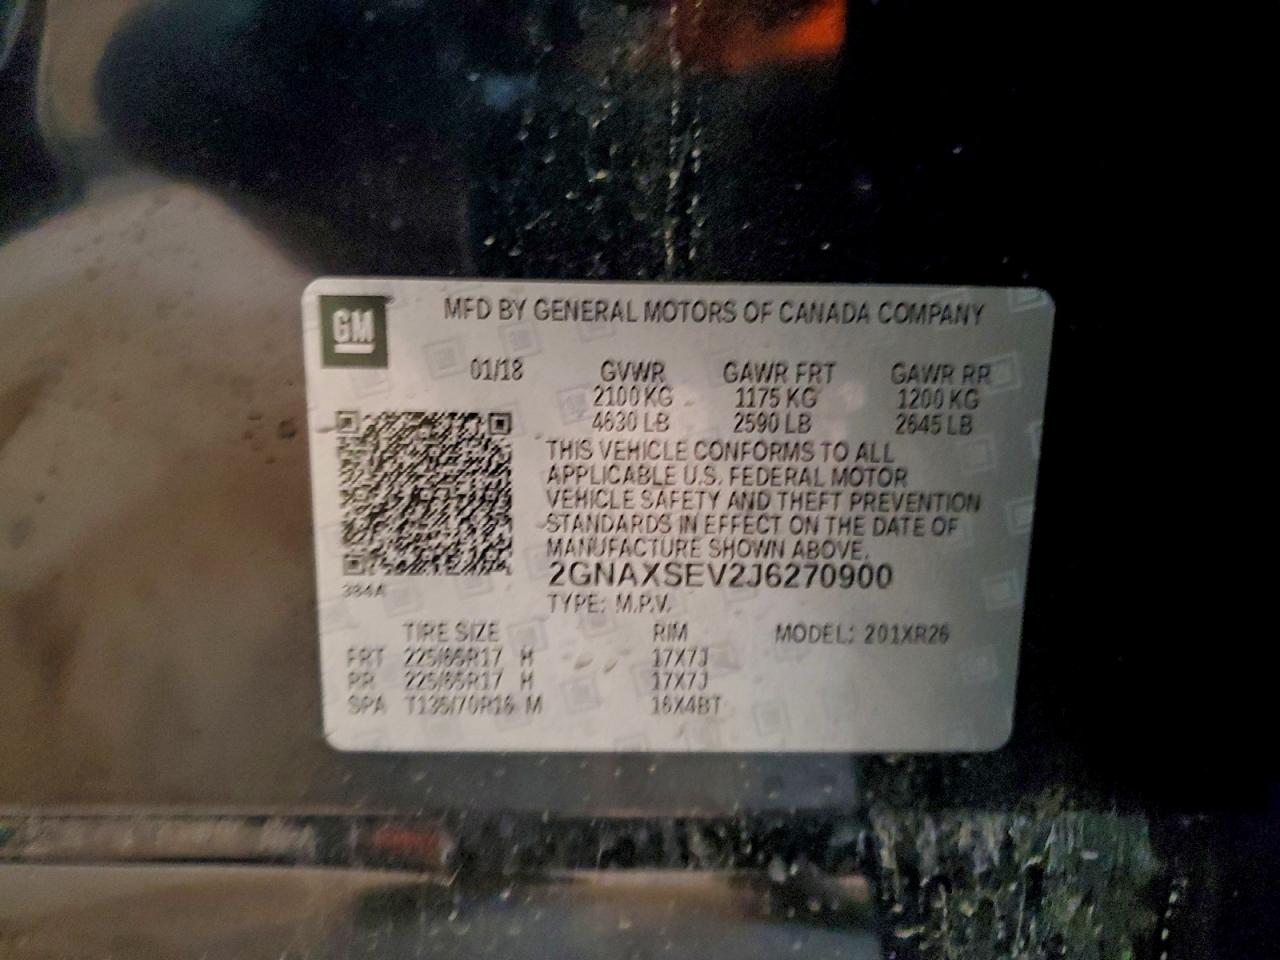 GM
MFD BY GENERAL MOTORS OF CANADA COMPANY
01/18 GVWR GAWR FRT GAWR RR
2100 KG 1175 KG 1200 KG
4630 LB 2590 LB 2645 LB
THIS VEHICLE CONFORMS TO ALL
APPLICABLE U.S. FEDERAL MOTOR
VEHICLE SAFETY AND THEFT PREVENTION
STANDARDS IN EFFECT ON THE DATE OF
MANUFACTURE SHOWN ABOVE.
2GNAXSEV2J6270900
384A
TYPE: M.P.V.
TIRE SIZE RIM MODEL: 201XR26
FRT 225/65R17 H 17X7J
RR 225/65R17 H 17X7J
SPA T135/70R16 M 16X4BT